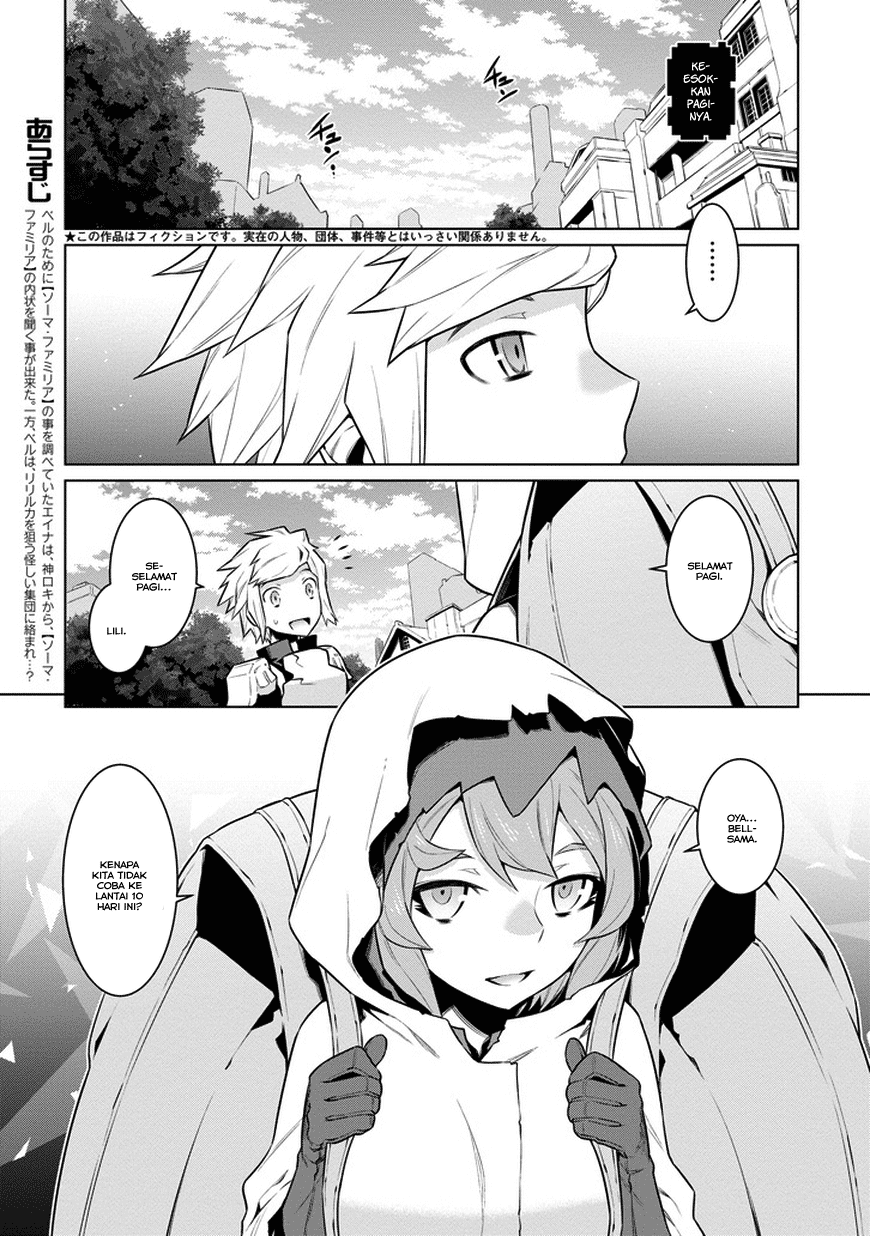 KE-
ESOK-
KAN
PAGI-
NYA.
チュン
チュン
★この作品はフィクションです。実在の人物、団体、事件等とはいっさい関係ありません。
あらすじ
ベルのために【ソーマ・ファミリア】の事を調べていたエイナは、神ロキから、【ソーマ・
ファミリア】の内状を聞く事が出来た。一方、ベルは、リリルカを狙う怪しい集団に絡まれ…?
……
SELAMAT
PAGI.
SE-
SELAMAT
PAGI...
LILI.
OYA...
BELL-
SAMA.
KENAPA
KITA TIDAK
COBA KE
LANTAI 10
HARI INI?